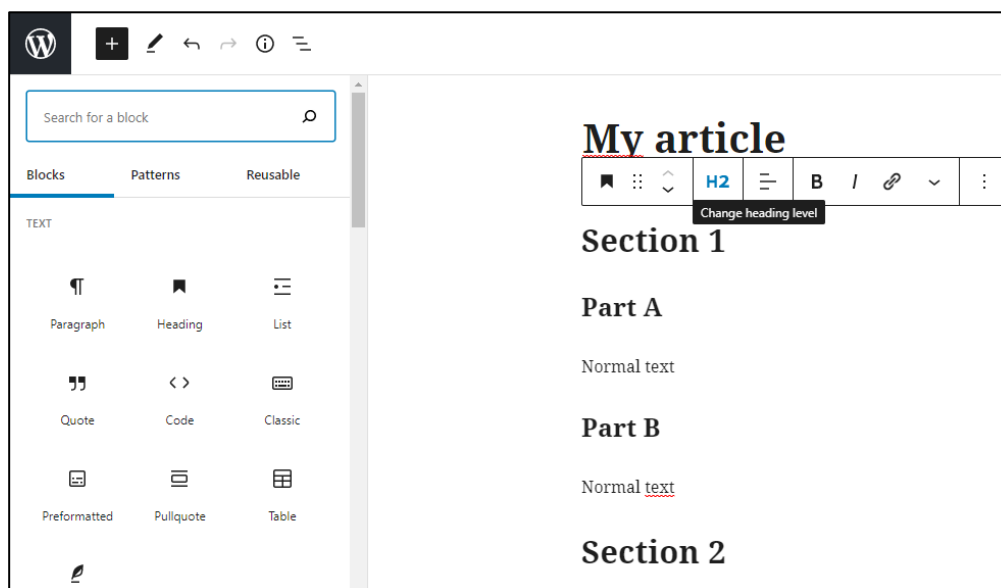 Search for a block
Blocks Patterns Reusable
TEXT
Paragraph Heading List
Quote Code Classic
Preformatted Pullquote Table
My article
H2 B I
Change heading level
Section 1
Part A
Normal text
Part B
Normal text
Section 2